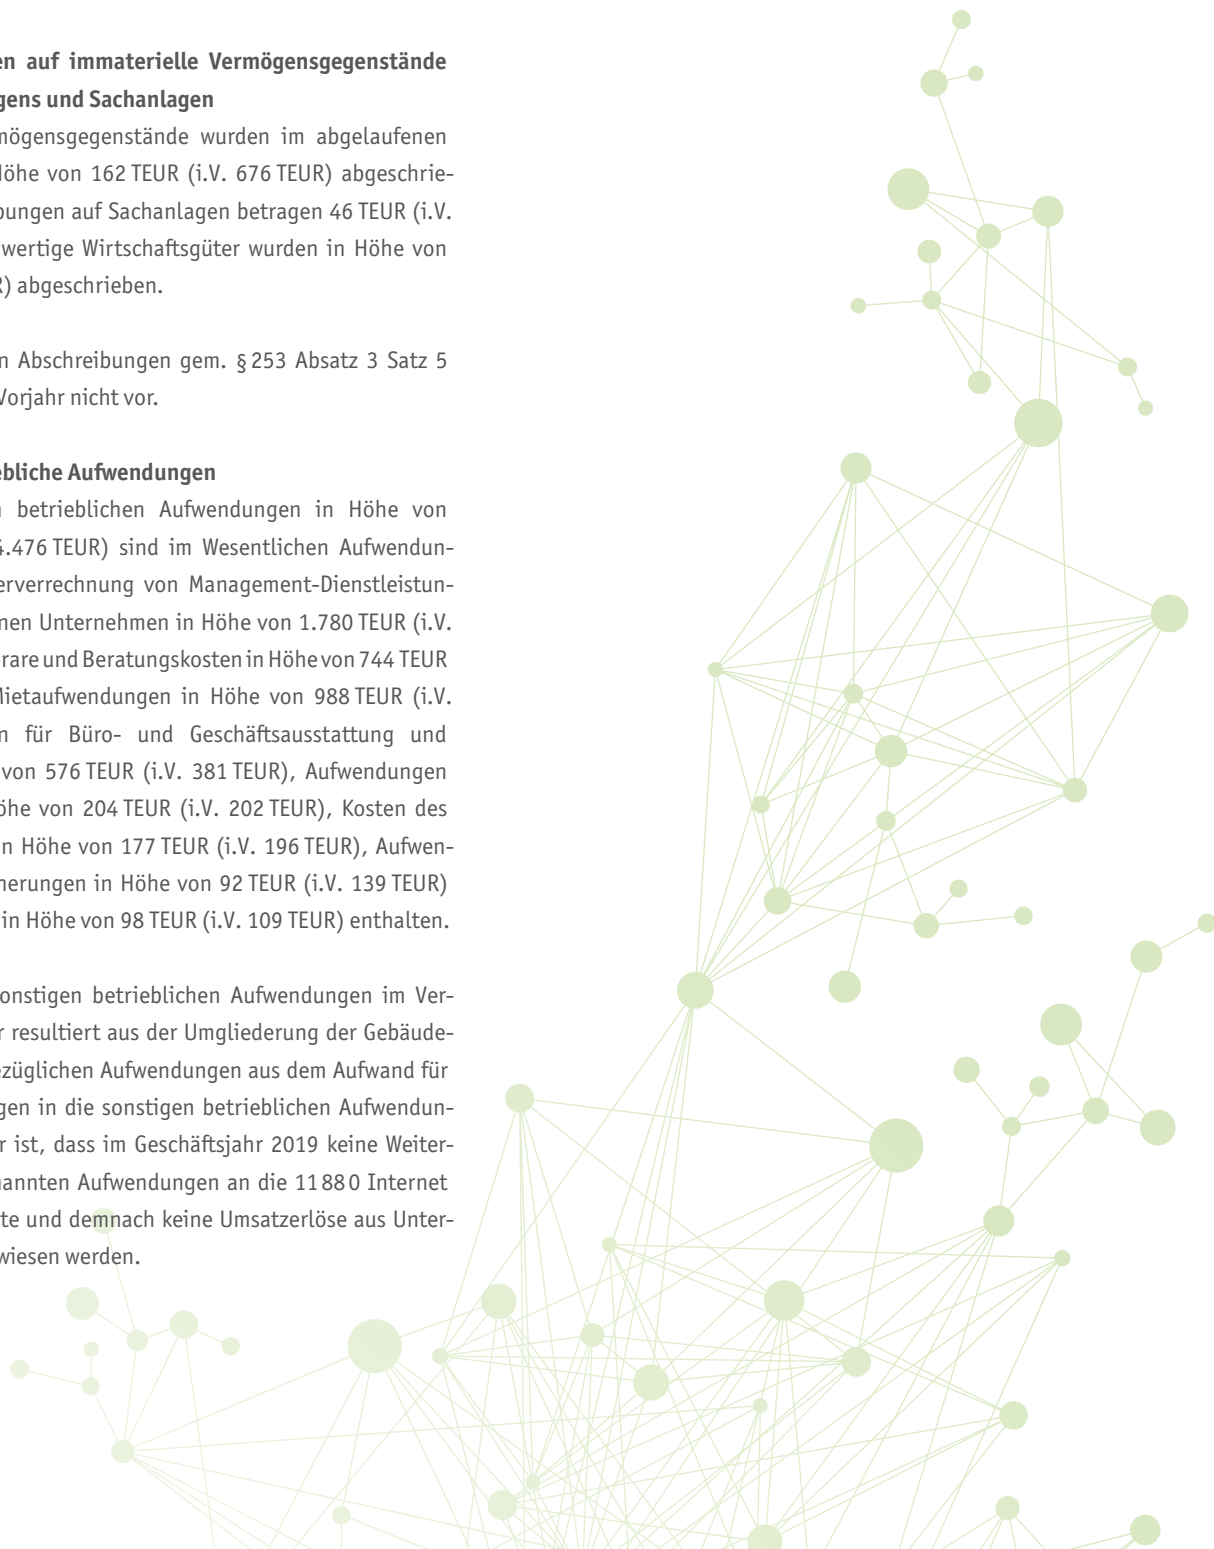 en auf immaterielle Vermögensgegenstände
gens und Sachanlagen
mögensgegenstände wurden im abgelaufenen
Höhe von 162 TEUR (i.V. 676 TEUR) abgeschrie-
bungen auf Sachanlagen betragen 46 TEUR (i.V.
wertige Wirtschaftsgüter wurden in Höhe von
R) abgeschrieben.
n Abschreibungen gem. § 253 Absatz 3 Satz 5
Vorjahr nicht vor.
ebliche Aufwendungen
n betrieblichen Aufwendungen in Höhe von
4.476 TEUR) sind im Wesentlichen Aufwendun-
erverrechnung von Management-Dienstleistun-
nen Unternehmen in Höhe von 1.780 TEUR (i.V.
rare und Beratungskosten in Höhe von 744 TEUR
Mietaufwendungen in Höhe von 988 TEUR (i.V.
n für Büro- und Geschäftsausstattung und
von 576 TEUR (i.V. 381 TEUR), Aufwendungen
öhe von 204 TEUR (i.V. 202 TEUR), Kosten des
in Höhe von 177 TEUR (i.V. 196 TEUR), Aufwen-
herungen in Höhe von 92 TEUR (i.V. 139 TEUR)
in Höhe von 98 TEUR (i.V. 109 TEUR) enthalten.
sonstigen betrieblichen Aufwendungen im Ver-
r resultiert aus der Umgliederung der Gebäude-
ezüglichen Aufwendungen aus dem Aufwand für
gen in die sonstigen betrieblichen Aufwendun-
r ist, dass im Geschäftsjahr 2019 keine Weiter-
nannten Aufwendungen an die 11 88 0 Internet
te und demnach keine Umsatzerlöse aus Unter-
wiesen werden.